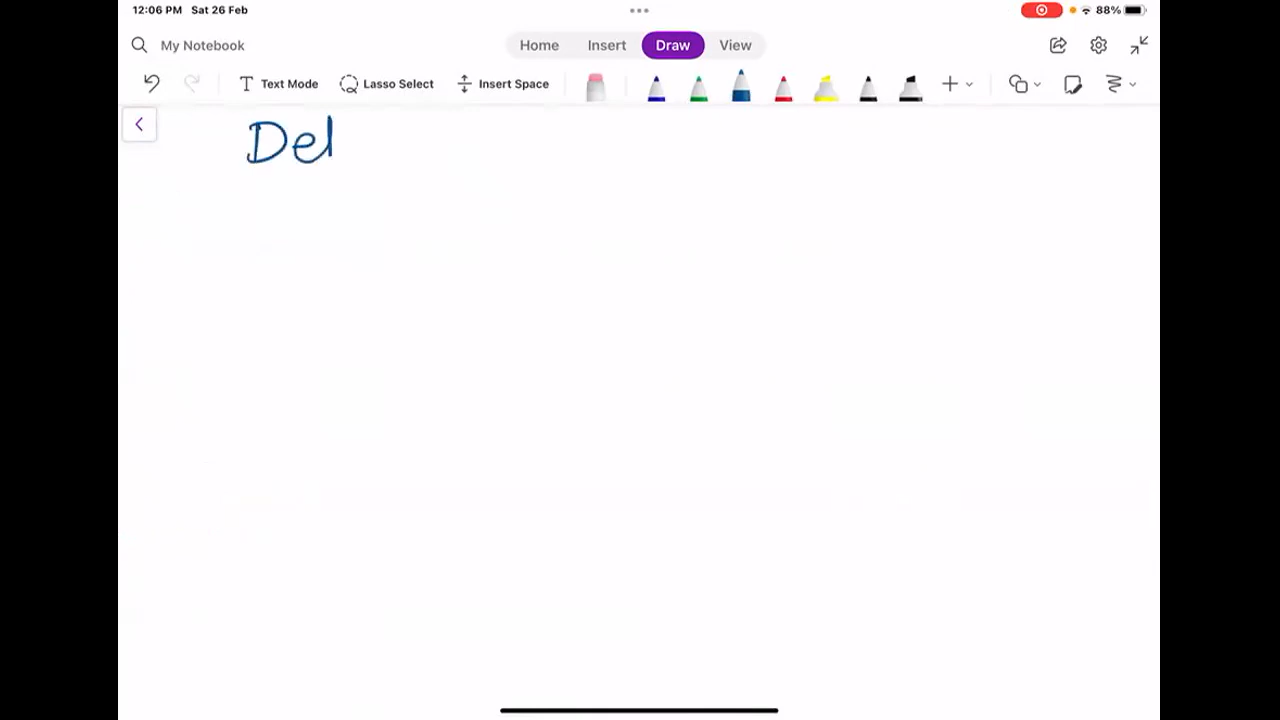 12:06 PM Sat 26 Feb 88%
My Notebook Home Insert Draw View
Text Mode Lasso Select Insert Space
Del